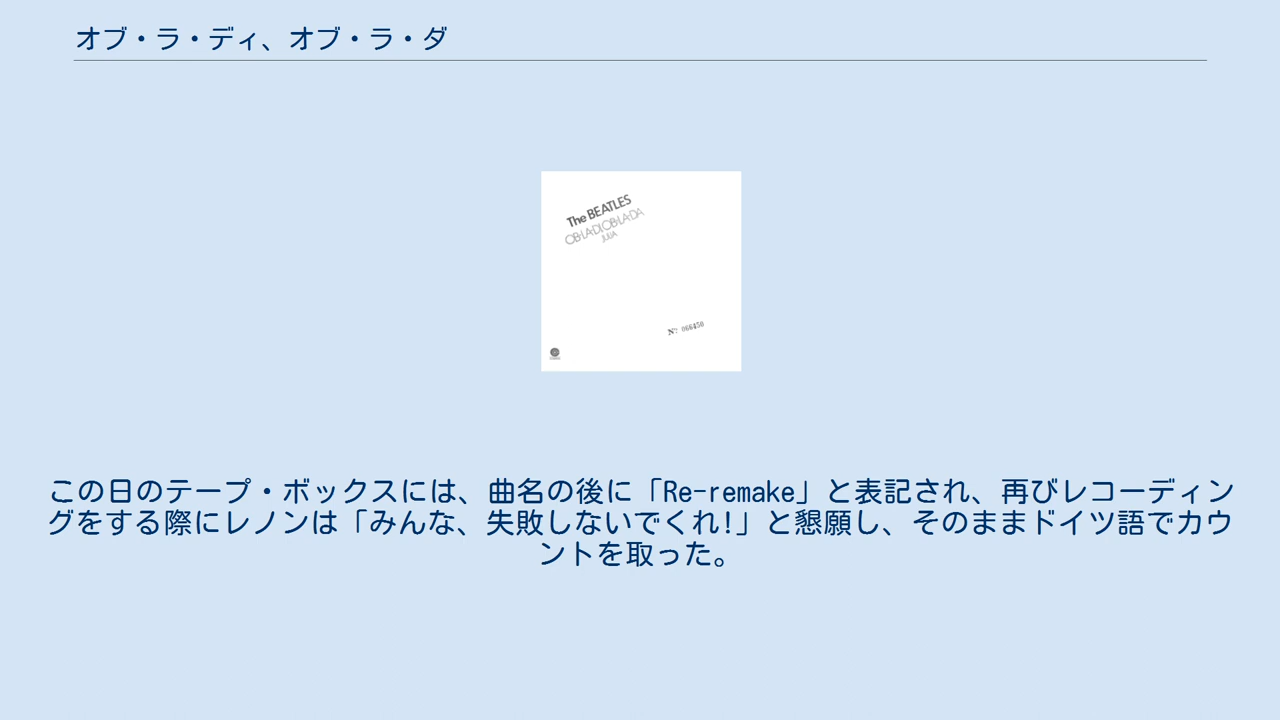 オブ・ラ・ディ、オブ・ラ・ダ
The BEATLES
OB-LA-DI, OB-LA-DA
JULIA
Nº 066450
この日のテープ・ボックスには、曲名の後に「Re-remake」と表記され、再びレコーディン
グをする際にレノンは「みんな、失敗しないでくれ!」と懇願し、そのままドイツ語でカウ
ントを取った。